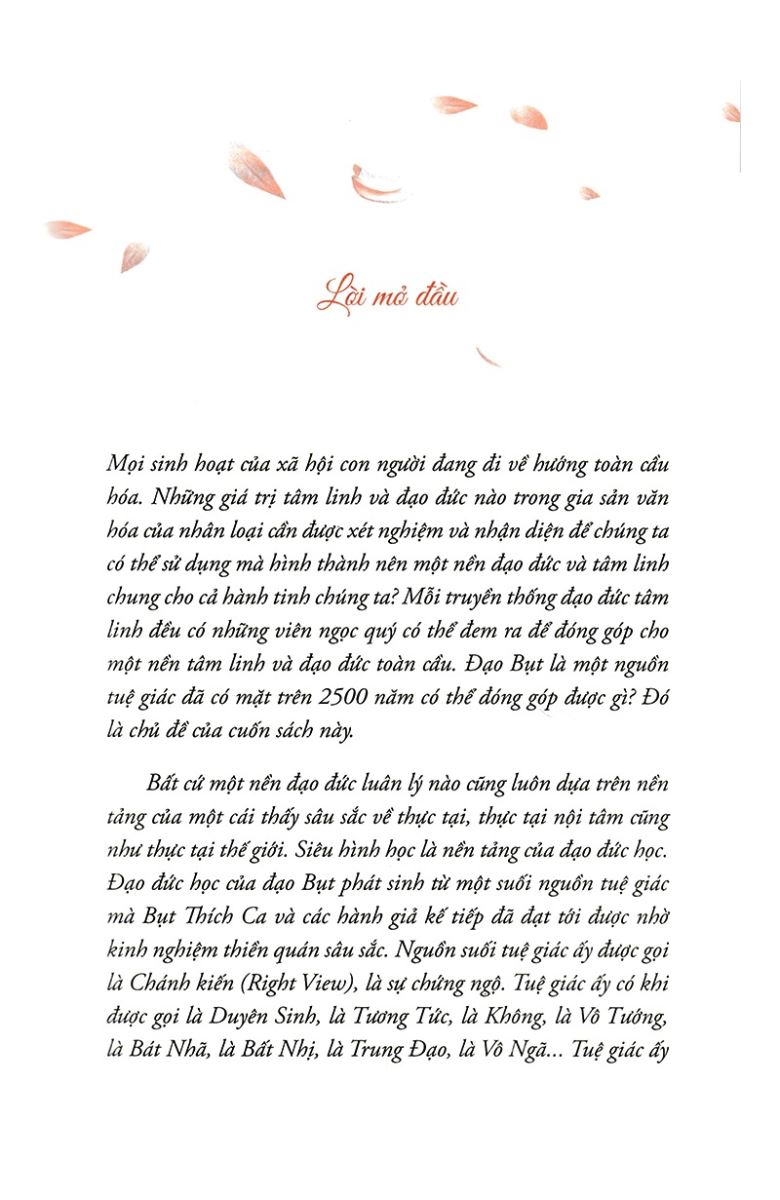 Lời mở đầu
Mọi sinh hoạt của xã hội con người đang đi về hướng toàn cầu
hóa. Những giá trị tâm linh và đạo đức nào trong gia sản văn
hóa của nhân loại cần được xét nghiệm và nhận diện để chúng ta
có thể sử dụng mà hình thành nên một nền đạo đức và tâm linh
chung cho cả hành tinh chúng ta? Mỗi truyền thống đạo đức tâm
linh đều có những viên ngọc quý có thể đem ra để đóng góp cho
một nền tâm linh và đạo đức toàn cầu. Đạo Bụt là một nguồn
tuệ giác đã có mặt trên 2500 năm có thể đóng góp được gì? Đó
là chủ đề của cuốn sách này.
Bất cứ một nền đạo đức luân lý nào cũng luôn dựa trên nền
tảng của một cái thấy sâu sắc về thực tại, thực tại nội tâm cũng
như thực tại thế giới. Siêu hình học là nền tảng của đạo đức học.
Đạo đức học của đạo Bụt phát sinh từ một suối nguồn tuệ giác
mà Bụt Thích Ca và các hành giả kế tiếp đã đạt tới được nhờ
kinh nghiệm thiền quán sâu sắc. Nguồn suối tuệ giác ấy được gọi
là Chánh kiến (Right View), là sự chứng ngộ. Tuệ giác ấy có khi
được gọi là Duyên Sinh, là Tương Tức, là Không, là Vô Tướng,
là Bát Nhã, là Bất Nhị, là Trung Đạo, là Vô Ngã... Tuệ giác ấy